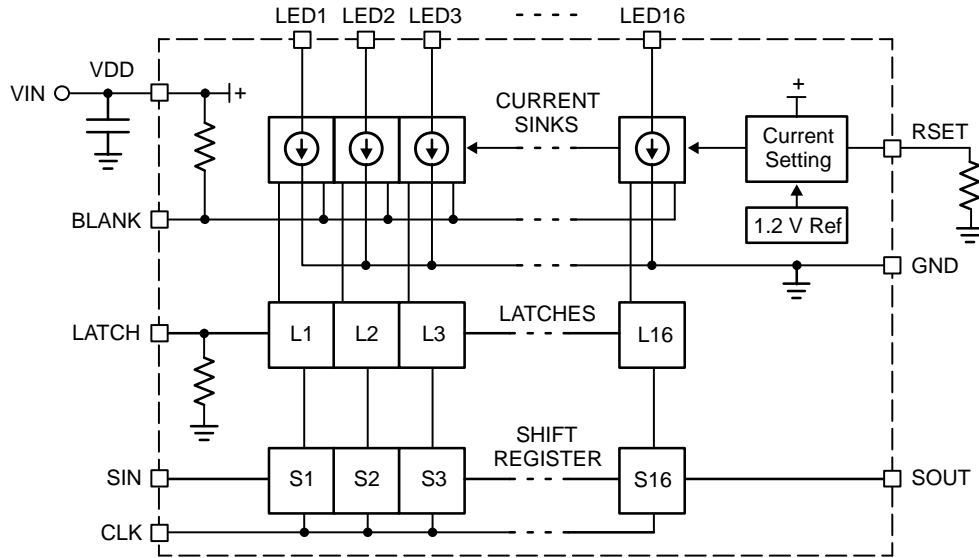 LED1 LED2 LED3 - - - - LED16
VDD
VIN
+
+
CURRENT
SINKS
Current
Setting
RSET
BLANK
1.2 V Ref
GND
LATCH
L1 L2 L3
LATCHES
L16
SHIFT
REGISTER
SIN
S1 S2 S3
S16
SOUT
CLK